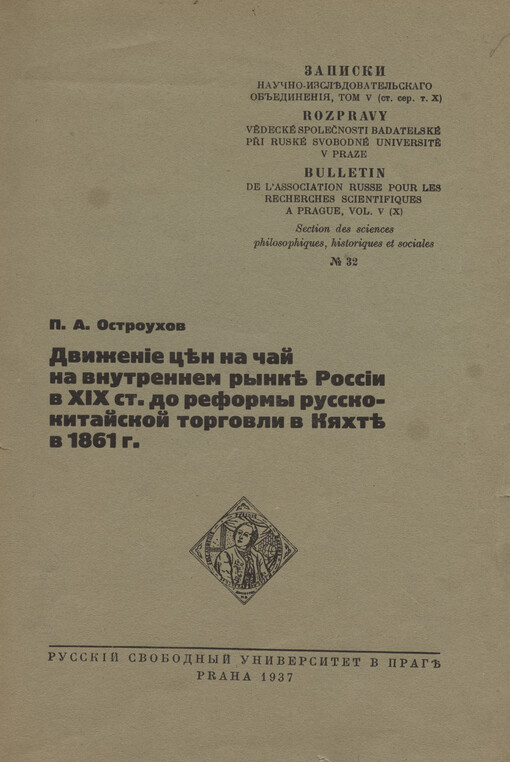 ЗАПИСКИ
НАУЧНО-ИЗСЛѢДОВАТЕЛЬСКАГО
ОБЪЕДИНЕНІЯ, ТОМ V (ст. сер. т. X)
ROZPRAVY
VĚDECKÉ SPOLEČNOSTI BADATELSKÉ
PŘI RUSKÉ SVOBODNÉ UNIVERSITĚ
V PRAZE
BULLETIN
DE L'ASSOCIATION RUSSE POUR LES
RECHERCHES SCIENTIFIQUES
A PRAGUE, VOL. V (X)
Section des sciences
philosophiques, historiques et sociales
№ 32
П. А. Остроухов
Движеніе цѣн на чай
на внутреннем рынкѣ Россіи
в XIX ст. до реформы русско-
китайской торговли в Кяхтѣ
в 1861 г.
РУССКІЙ СВОБОДНЫЙ УНИВЕРСИТЕТ В ПРАГѢ
PRAHA 1937